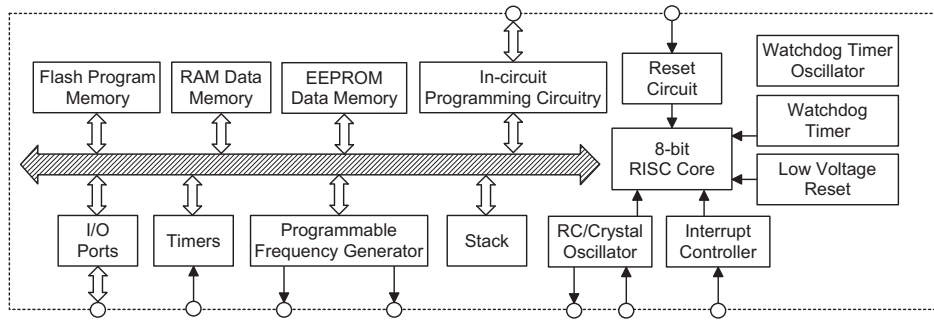 Flash Program
Memory
RAM Data
Memory
EEPROM
Data Memory
In-circuit
Programming Circuitry
Reset
Circuit
Watchdog Timer
Oscillator
Watchdog
Timer
8-bit
RISC Core
Low Voltage
Reset
I/O
Ports
Timers
Programmable
Frequency Generator
Stack
RC/Crystal
Oscillator
Interrupt
Controller